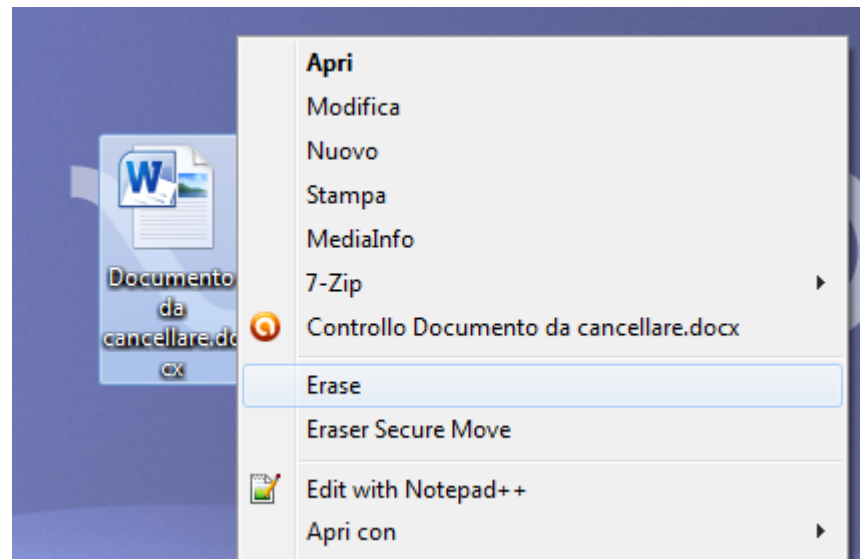 Apri
Modifica
Nuovo
Stampa
MediaInfo
7-Zip
Controllo Documento da cancellare.docx
Erase
Eraser Secure Move
Edit with Notepad++
Apri con
W
Documento
da
cancellare.do
cx